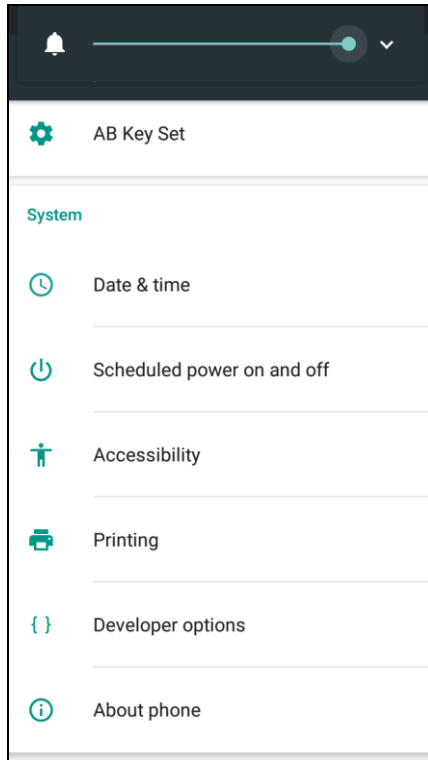 AB Key Set
System
Date & time
Scheduled power on and off
Accessibility
Printing
{ } Developer options
About phone